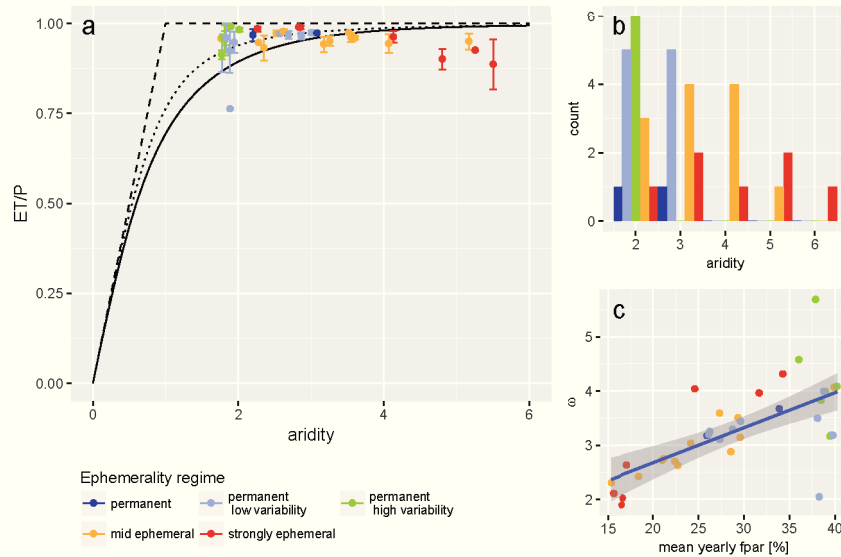 a
1.00
0.75
0.50
0.25
0.00
ET/P
0
2
4
6
aridity
b
6
4
2
0
count
2
3
4
5
6
aridity
c
5
4
3
2
ω
15
20
25
30
35
40
mean yearly fpar [%]
Ephemerality regime
permanent
permanent
low variability
permanent
high variability
mid ephemeral
strongly ephemeral